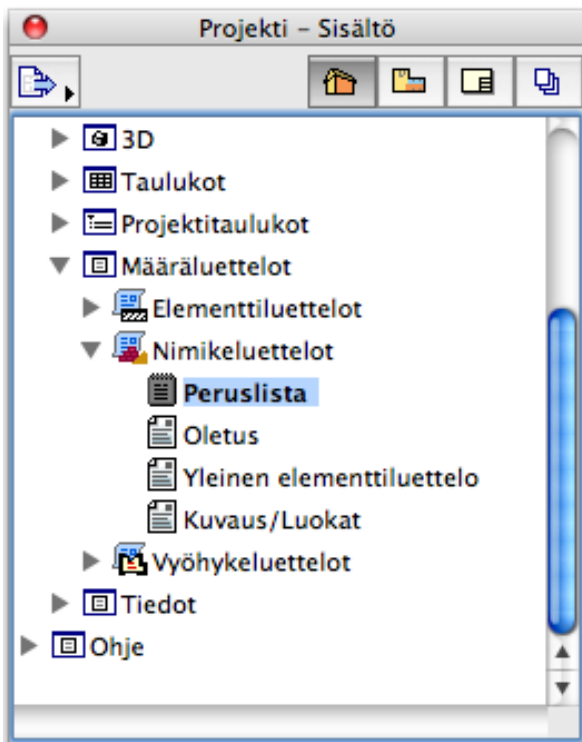 Projekti – Sisältö
3D
Taulukot
Projektitaulukot
Määräluettelot
Elementtiluettelot
Nimikeluettelot
Peruslista
Oletus
Yleinen elementtiluettelo
Kuvaus/Luokat
Vyöhykeluettelot
Tiedot
Ohje